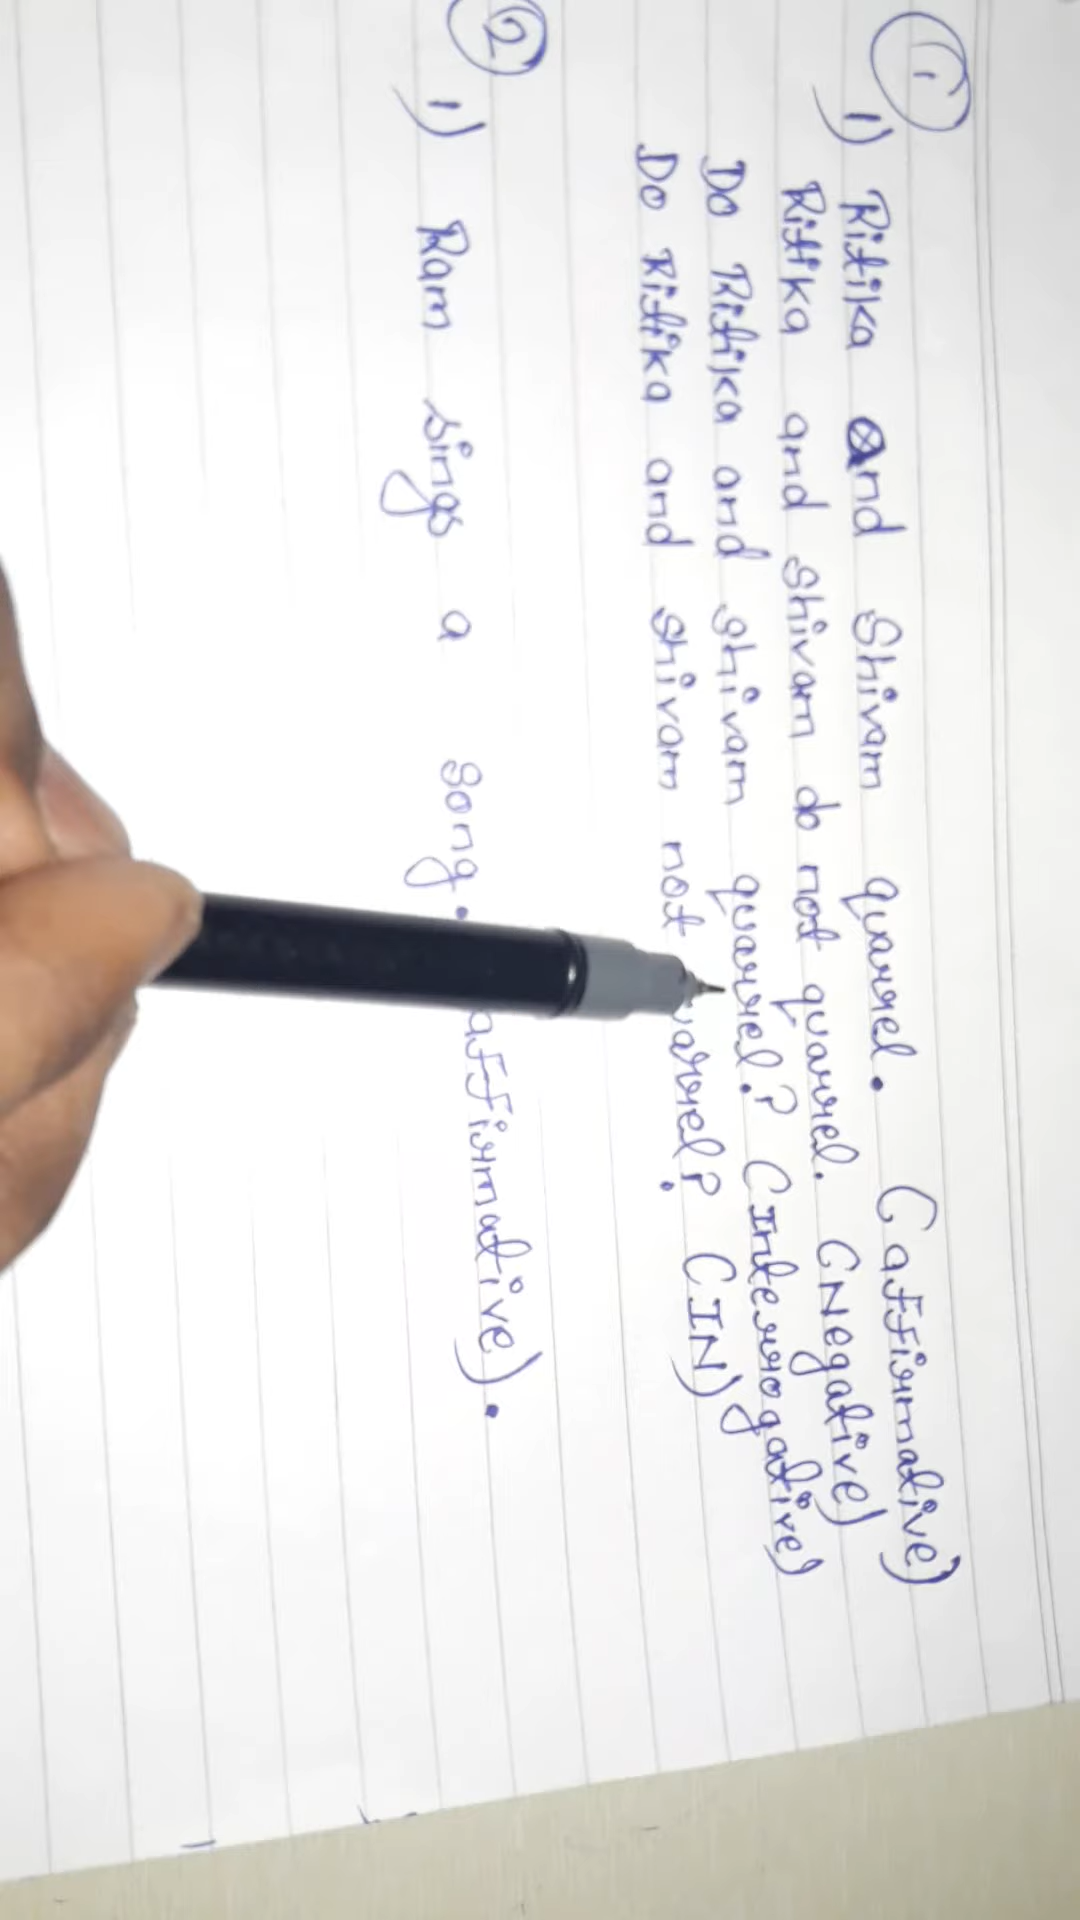 ①
1) Ritika and Shivam quarrel. (affirmative)
Ritika and shivam do not quarrel. (Negative)
Do Ritika and shivam quarrel.? (Interrogative)
Do Ritika and shivam not quarrel? (IN)
②
1) Ram sings a song. affirmative).